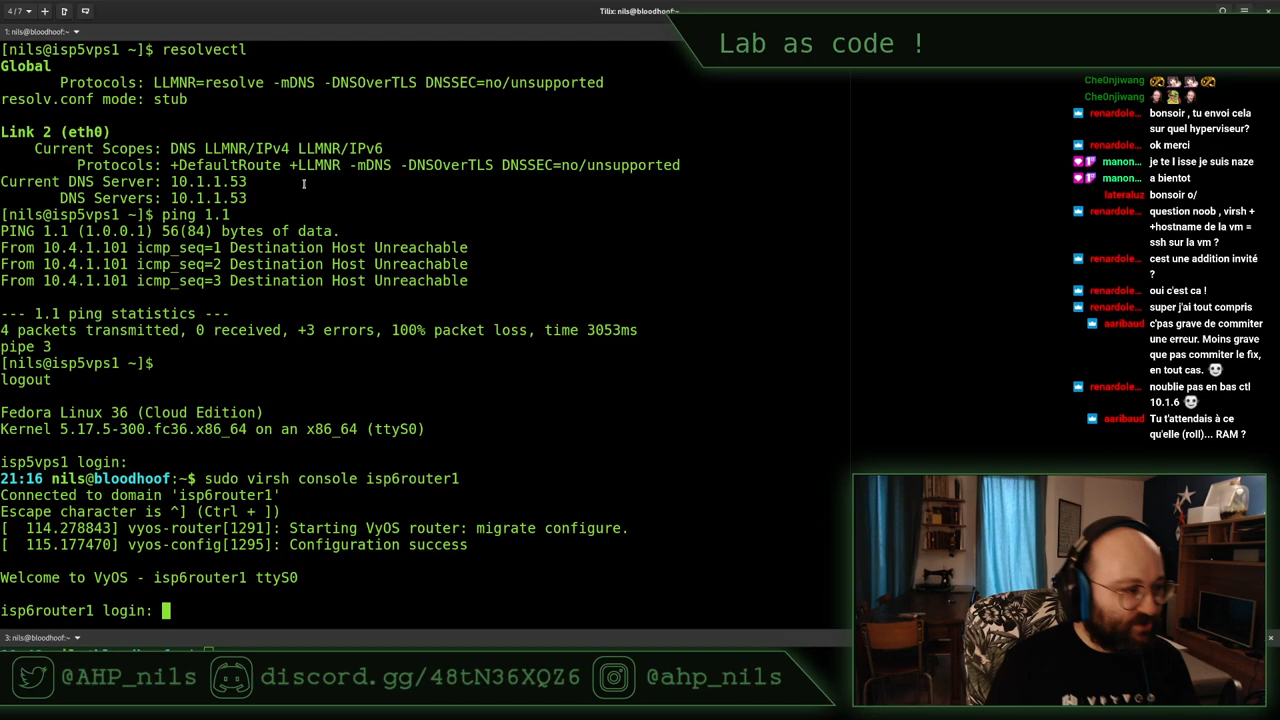 4/7
Tilix: nils@bloodhoof:~
1: nils@bloodhoof:~
Lab as code !
[nils@isp5vps1 ~]$ resolvectl
Global
Protocols: LLMNR=resolve -mDNS -DNSOverTLS DNSSEC=no/unsupported
resolv.conf mode: stub
Link 2 (eth0)
Current Scopes: DNS LLMNR/IPv4 LLMNR/IPv6
Protocols: +DefaultRoute +LLMNR -mDNS -DNSOverTLS DNSSEC=no/unsupported
Current DNS Server: 10.1.1.53
DNS Servers: 10.1.1.53
[nils@isp5vps1 ~]$ ping 1.1
PING 1.1 (1.0.0.1) 56(84) bytes of data.
From 10.4.1.101 icmp_seq=1 Destination Host Unreachable
From 10.4.1.101 icmp_seq=2 Destination Host Unreachable
From 10.4.1.101 icmp_seq=3 Destination Host Unreachable
--- 1.1 ping statistics ---
4 packets transmitted, 0 received, +3 errors, 100% packet loss, time 3053ms
pipe 3
[nils@isp5vps1 ~]$
logout
Fedora Linux 36 (Cloud Edition)
Kernel 5.17.5-300.fc36.x86_64 on an x86_64 (ttyS0)
isp5vps1 login:
21:16 nils@bloodhoof:~$ sudo virsh console isp6router1
Connected to domain 'isp6router1'
Escape character is ^] (Ctrl + ])
[  114.278843] vyos-router[1291]: Starting VyOS router: migrate configure.
[  115.177470] vyos-config[1295]: Configuration success
Welcome to VyOS - isp6router1 ttyS0
isp6router1 login:
3: nils@bloodhoof:~
Che0njiwang
Che0njiwang
renardole... bonsoir , tu envoi cela
sur quel hyperviseur?
renardole... ok merci
manon... je te l isse je suis naze
manon... a bientot
lateraluz bonsoir o/
renardole... question noob , virsh +
+hostname de la vm =
ssh sur la vm ?
renardole... cest une addition invité
?
renardole... oui c'est ca !
renardole... super j'ai tout compris
aaribaud c'pas grave de commiter
une erreur. Moins grave
que pas commiter le fix,
en tout cas.
renardole... noublie pas en bas ctl
10.1.6
aaribaud Tu t'attendais à ce
qu'elle (roll)... RAM ?
@AHP_nils
discord.gg/48tN36XQZ6
@ahp_nils